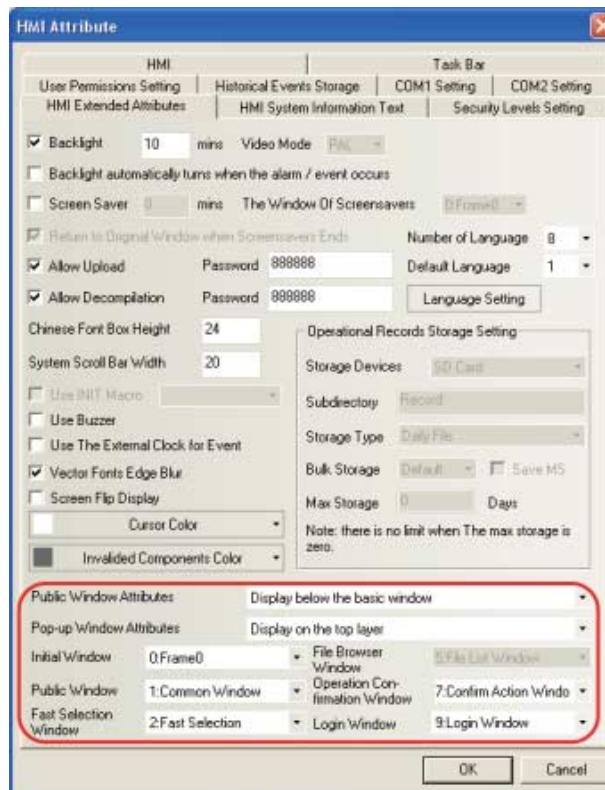 HMI Attribute
HMI Task Bar
User Permissions Setting Historical Events Storage COM1 Setting COM2 Setting
HMI Extended Attributes HMI System Information Text Security Levels Setting
Backlight 10 mins Video Mode PAL
Backlight automatically turns when the alarm / event occurs
Screen Saver 0 mins The Window Of Screensavers 0:Frame0
Return to Original Window when Screensavers Ends Number of Language 8
Allow Upload Password 888888 Default Language 1
Allow Decompilation Password 888888 Language Setting
Chinese Font Box Height 24 Operational Records Storage Setting
System Scroll Bar Width 20 Storage Devices SD Card
Use INIT Macro Subdirectory Record
Use Buzzer
Use The External Clock for Event Storage Type Daily File
Vector Fonts Edge Blur Bulk Storage Default Save MS
Screen Flip Display Max Storage 0 Days
Cursor Color Note: there is no limit when The max storage is
zero.
Invalided Components Color
Public Window Attributes Display below the basic window
Pop-up Window Attributes Display on the top layer
Initial Window 0:Frame0 File Browser
Window 5:File List Window
Public Window 1:Common Window Operation Con-
firmation Window 7:Confirm Action Windo
Fast Selection
Window 2:Fast Selection Login Window 9:Login Window
OK Cancel